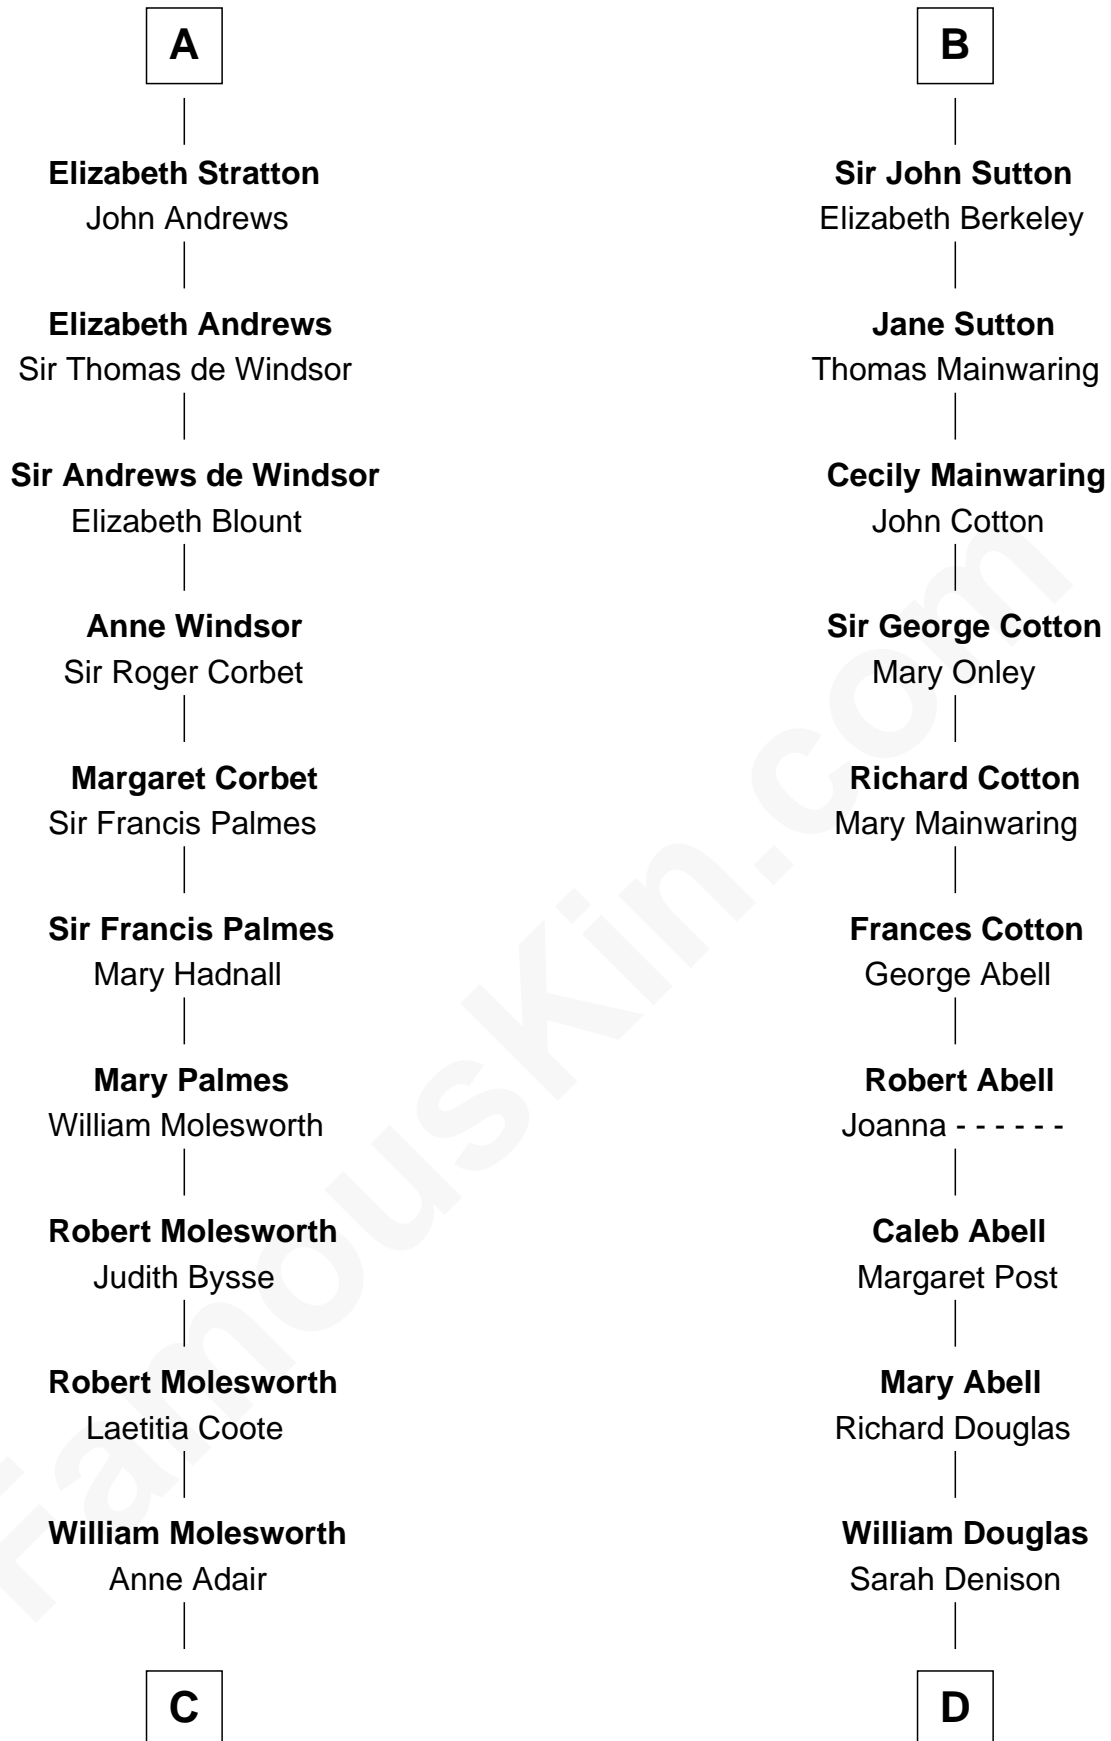 A
Elizabeth Stratton
John Andrews
Elizabeth Andrews
Sir Thomas de Windsor
Sir Andrews de Windsor
Elizabeth Blount
Anne Windsor
Sir Roger Corbet
Margaret Corbet
Sir Francis Palmes
Sir Francis Palmes
Mary Hadnall
Mary Palmes
William Molesworth
Robert Molesworth
Judith Bysse
Robert Molesworth
Laetitia Coote
William Molesworth
Anne Adair
C
B
Sir John Sutton
Elizabeth Berkeley
Jane Sutton
Thomas Mainwaring
Cecily Mainwaring
John Cotton
Sir George Cotton
Mary Onley
Richard Cotton
Mary Mainwaring
Frances Cotton
George Abell
Robert Abell
Joanna - - - - - -
Caleb Abell
Margaret Post
Mary Abell
Richard Douglas
William Douglas
Sarah Denison
D
FamousKin.com